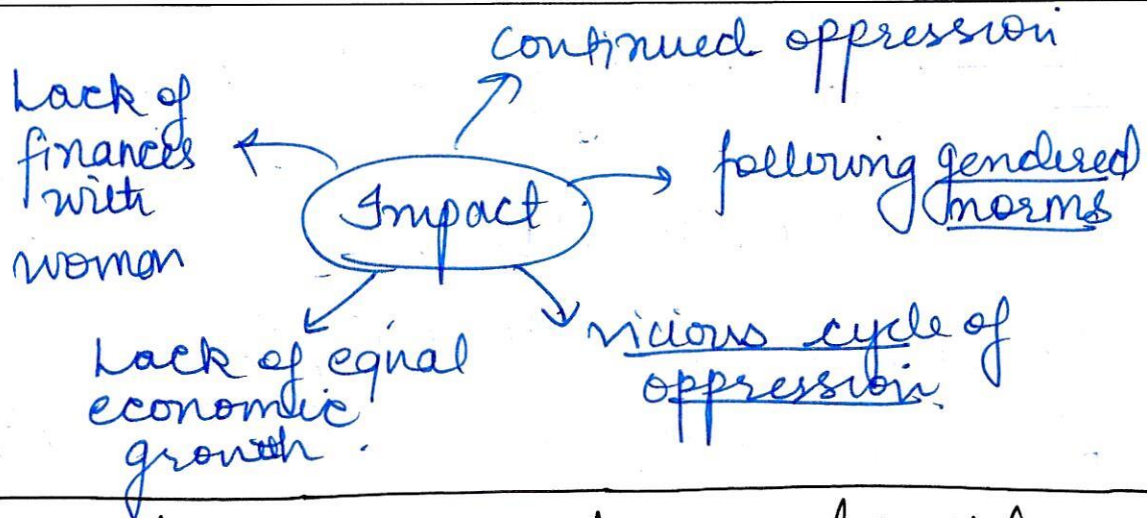 continued oppression
Lack of
finances
with
woman
Impact
following gendered
norms
Lack of equal
economic
growth.
vicious cycle of
oppression.